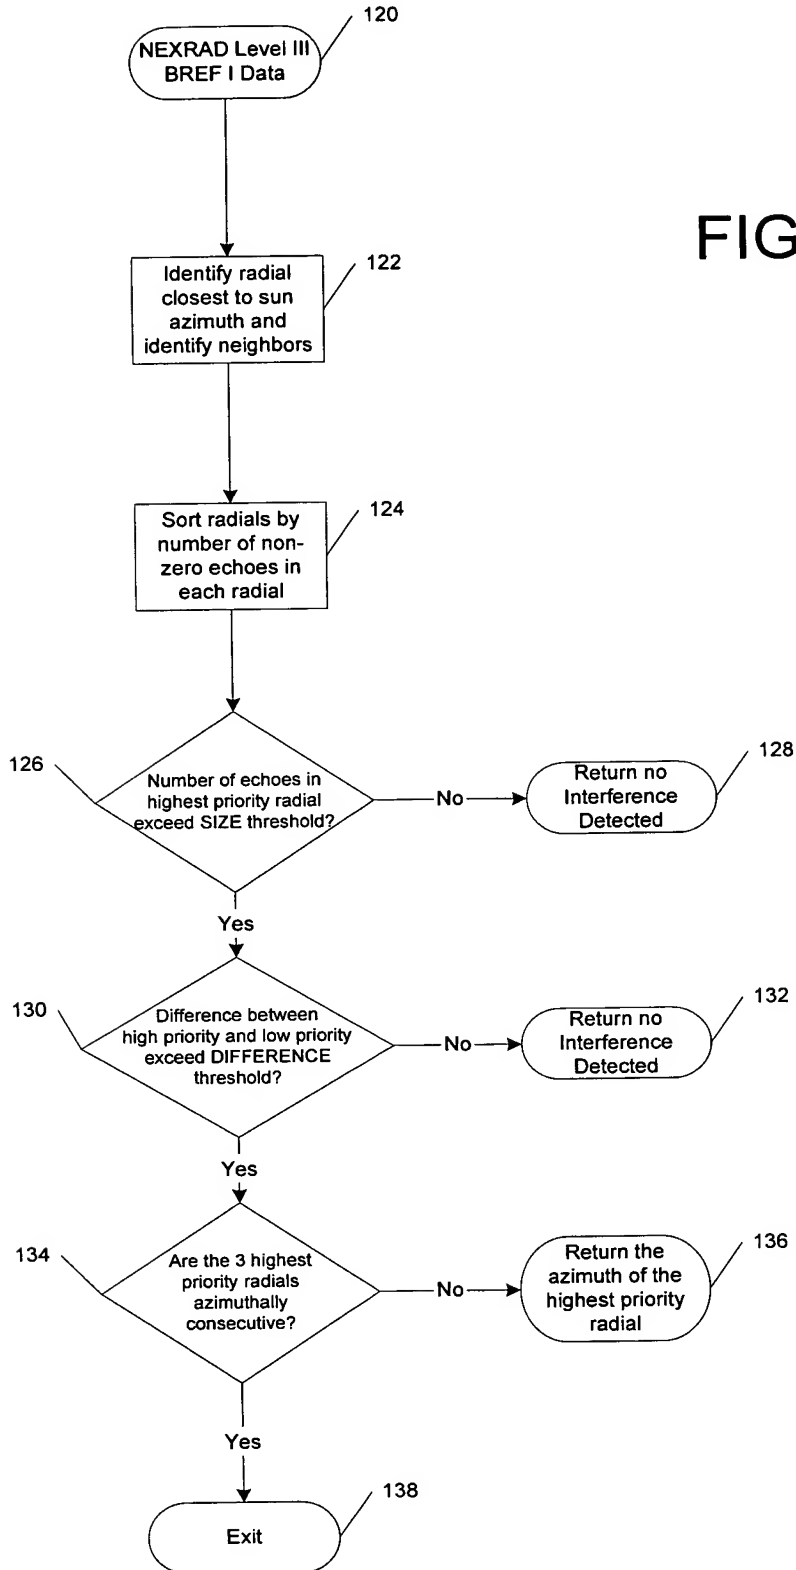 120
NEXRAD Level III
BREF I Data
FIG
Identify radial
closest to sun
azimuth and
identify neighbors
122
Sort radials by
number of non-
zero echoes in
each radial
124
126
Number of echoes in
highest priority radial
exceed SIZE threshold?
No
Return no
Interference
Detected
128
Yes
130
Difference between
high priority and low priority
exceed DIFFERENCE
threshold?
No
Return no
Interference
Detected
132
Yes
134
Are the 3 highest
priority radials
azimuthally
consecutive?
No
Return the
azimuth of the
highest priority
radial
136
Yes
Exit
138